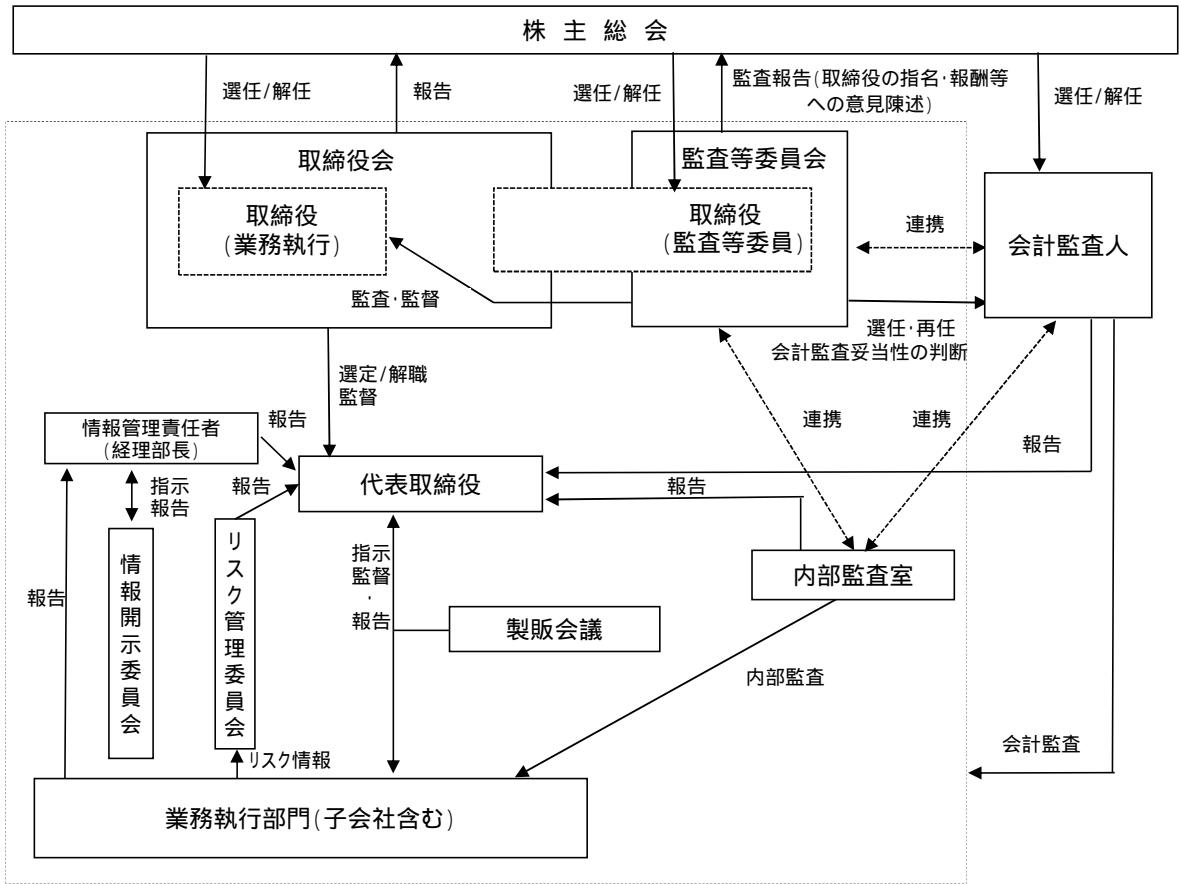 株主総会
選任/解任
報告
選任/解任
監査報告(取締役の指名･報酬等
への意見陳述)
選任/解任
取締役会
監査等委員会
取締役
(業務執行)
取締役
(監査等委員)
連携
会計監査人
監査･監督
選任･再任
会計監査妥当性の判断
選定/解職
監督
情報管理責任者
(経理部長)
報告
連携
連携
報告
代表取締役
指示
報告
報告
報告
リスク管理委員会
情報開示委員会
指示
監督
･
報告
内部監査室
報告
製販会議
内部監査
会計監査
リスク情報
業務執行部門(子会社含む)